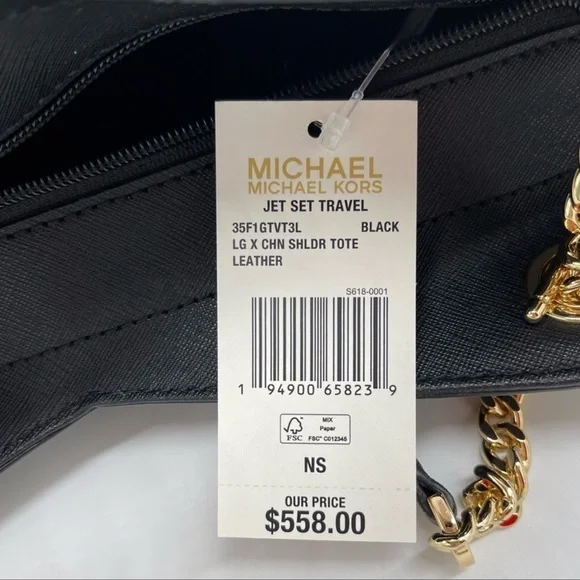 MICHAEL
MICHAEL KORS
JET SET TRAVEL
35F1GTVT3L BLACK
LG X CHN SHLDR TOTE
LEATHER
S618-0001
1 94900 65823 9
FSC
MIX
Paper
FSC® C012345
NS
OUR PRICE
$558.00